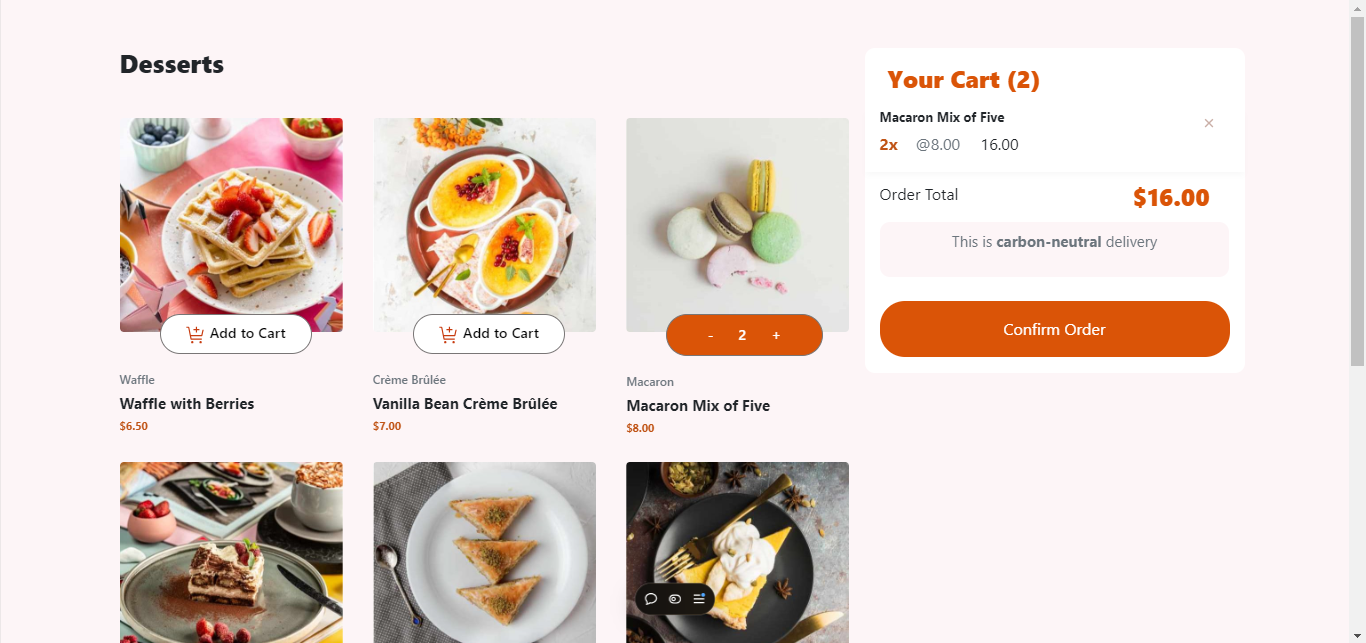 Desserts
Add to Cart
Waffle
Waffle with Berries
$6.50
Add to Cart
Crème Brûlée
Vanilla Bean Crème Brûlée
$7.00
- 2 +
Macaron
Macaron Mix of Five
$8.00
Your Cart (2)
Macaron Mix of Five
×
2x @8.00 16.00
Order Total $16.00
This is carbon-neutral delivery
Confirm Order